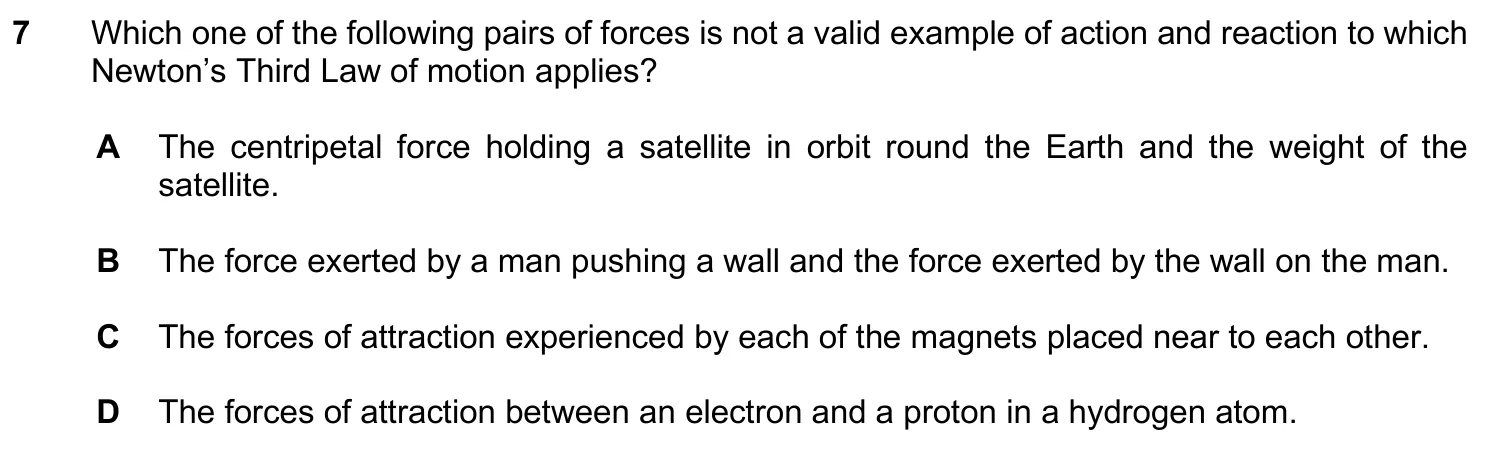 7 Which one of the following pairs of forces is not a valid example of action and reaction to which
Newton’s Third Law of motion applies?
A The centripetal force holding a satellite in orbit round the Earth and the weight of the
satellite.
B The force exerted by a man pushing a wall and the force exerted by the wall on the man.
C The forces of attraction experienced by each of the magnets placed near to each other.
D The forces of attraction between an electron and a proton in a hydrogen atom.